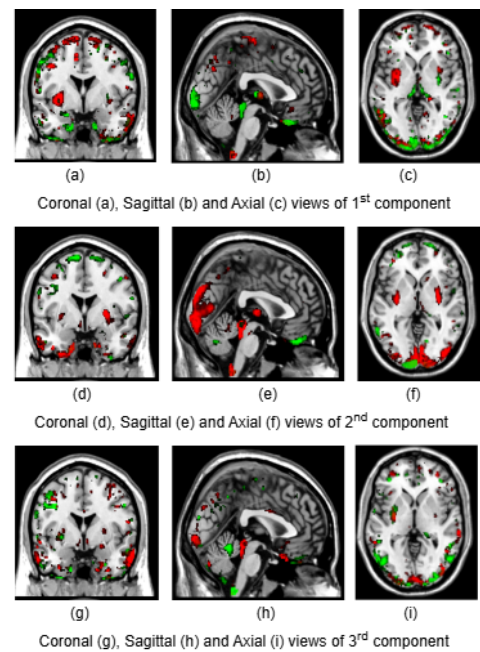 (a) (b) (c)
Coronal (a), Sagittal (b) and Axial (c) views of 1st component
(d) (e) (f)
Coronal (d), Sagittal (e) and Axial (f) views of 2nd component
(g) (h) (i)
Coronal (g), Sagittal (h) and Axial (i) views of 3rd component